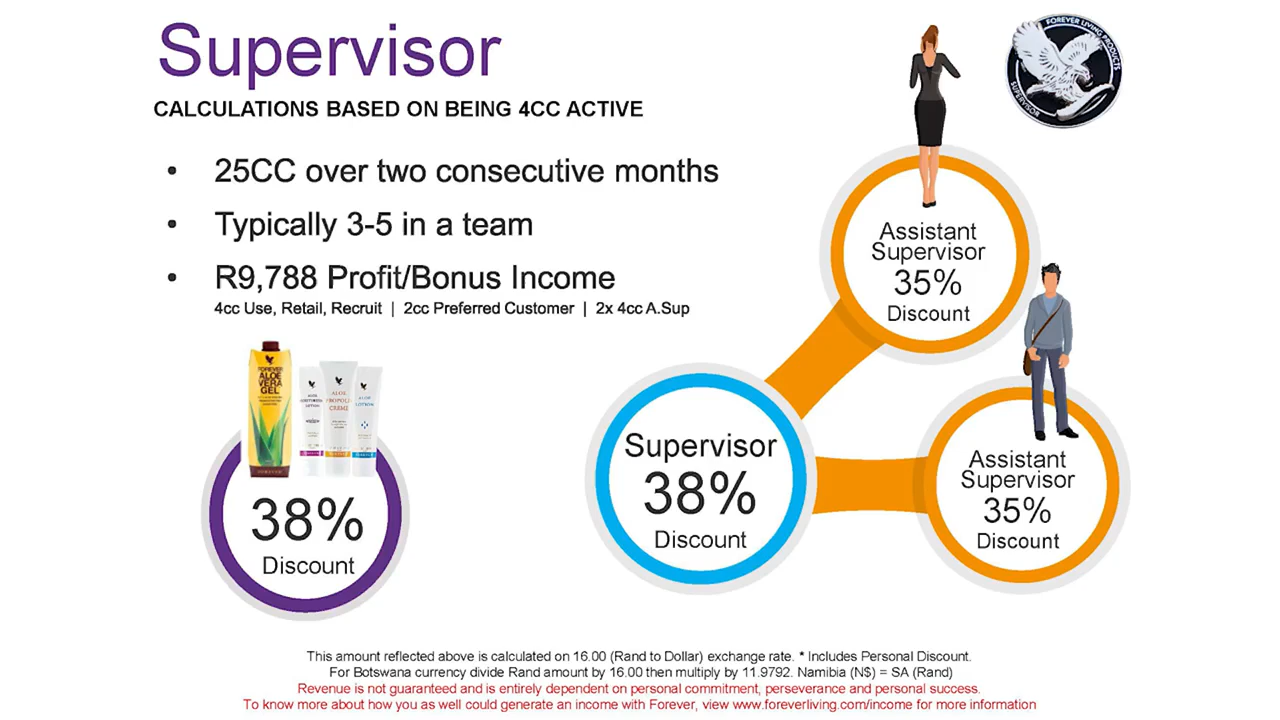 Supervisor
CALCULATIONS BASED ON BEING 4CC ACTIVE
• 25CC over two consecutive months
• Typically 3-5 in a team
• R9,788 Profit/Bonus Income
4cc Use, Retail, Recruit | 2cc Preferred Customer | 2x 4cc A.Sup
FOREVER LIVING PRODUCTS
SUPERVISOR
Assistant
Supervisor
35%
Discount
Supervisor
38%
Discount
Assistant
Supervisor
35%
Discount
FOREVER
ALOE
VERA
GEL
ALOE
PROPOLIS
CREME
ALOE
LOTION
38%
Discount
This amount reflected above is calculated on 16.00 (Rand to Dollar) exchange rate. * Includes Personal Discount.
For Botswana currency divide Rand amount by 16.00 then multiply by 11.9792. Namibia (N$) = SA (Rand)
Revenue is not guaranteed and is entirely dependent on personal commitment, perseverance and personal success.
To know more about how you as well could generate an income with Forever, view www.foreverliving.com/income for more information